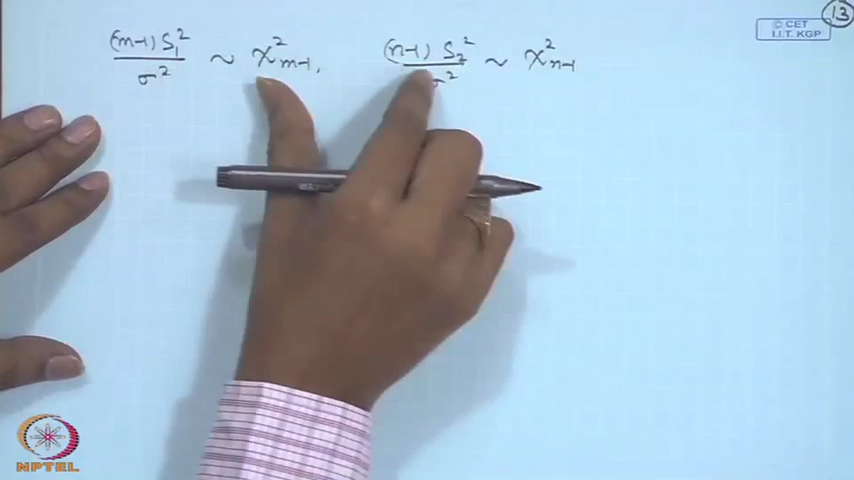 (m-1) S₁² / σ² ~ χ²ₘ₋₁, (n-1) S₂² / σ² ~ χ²ₙ₋₁
13
© CET
I.I.T. KGP
NPTEL